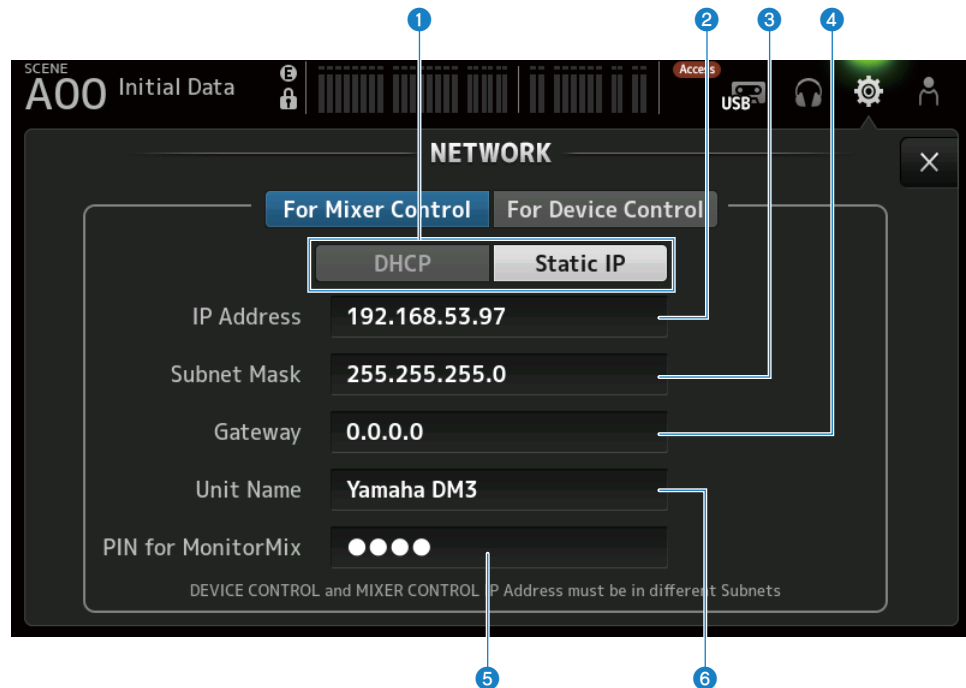 1 2 3 4
SCENE
A00 Initial Data
E
Access
USB
NETWORK
For Mixer Control For Device Control
DHCP Static IP
IP Address 192.168.53.97
Subnet Mask 255.255.255.0
Gateway 0.0.0.0
Unit Name Yamaha DM3
PIN for MonitorMix ●●●●
DEVICE CONTROL and MIXER CONTROL IP Address must be in different Subnets
5 6